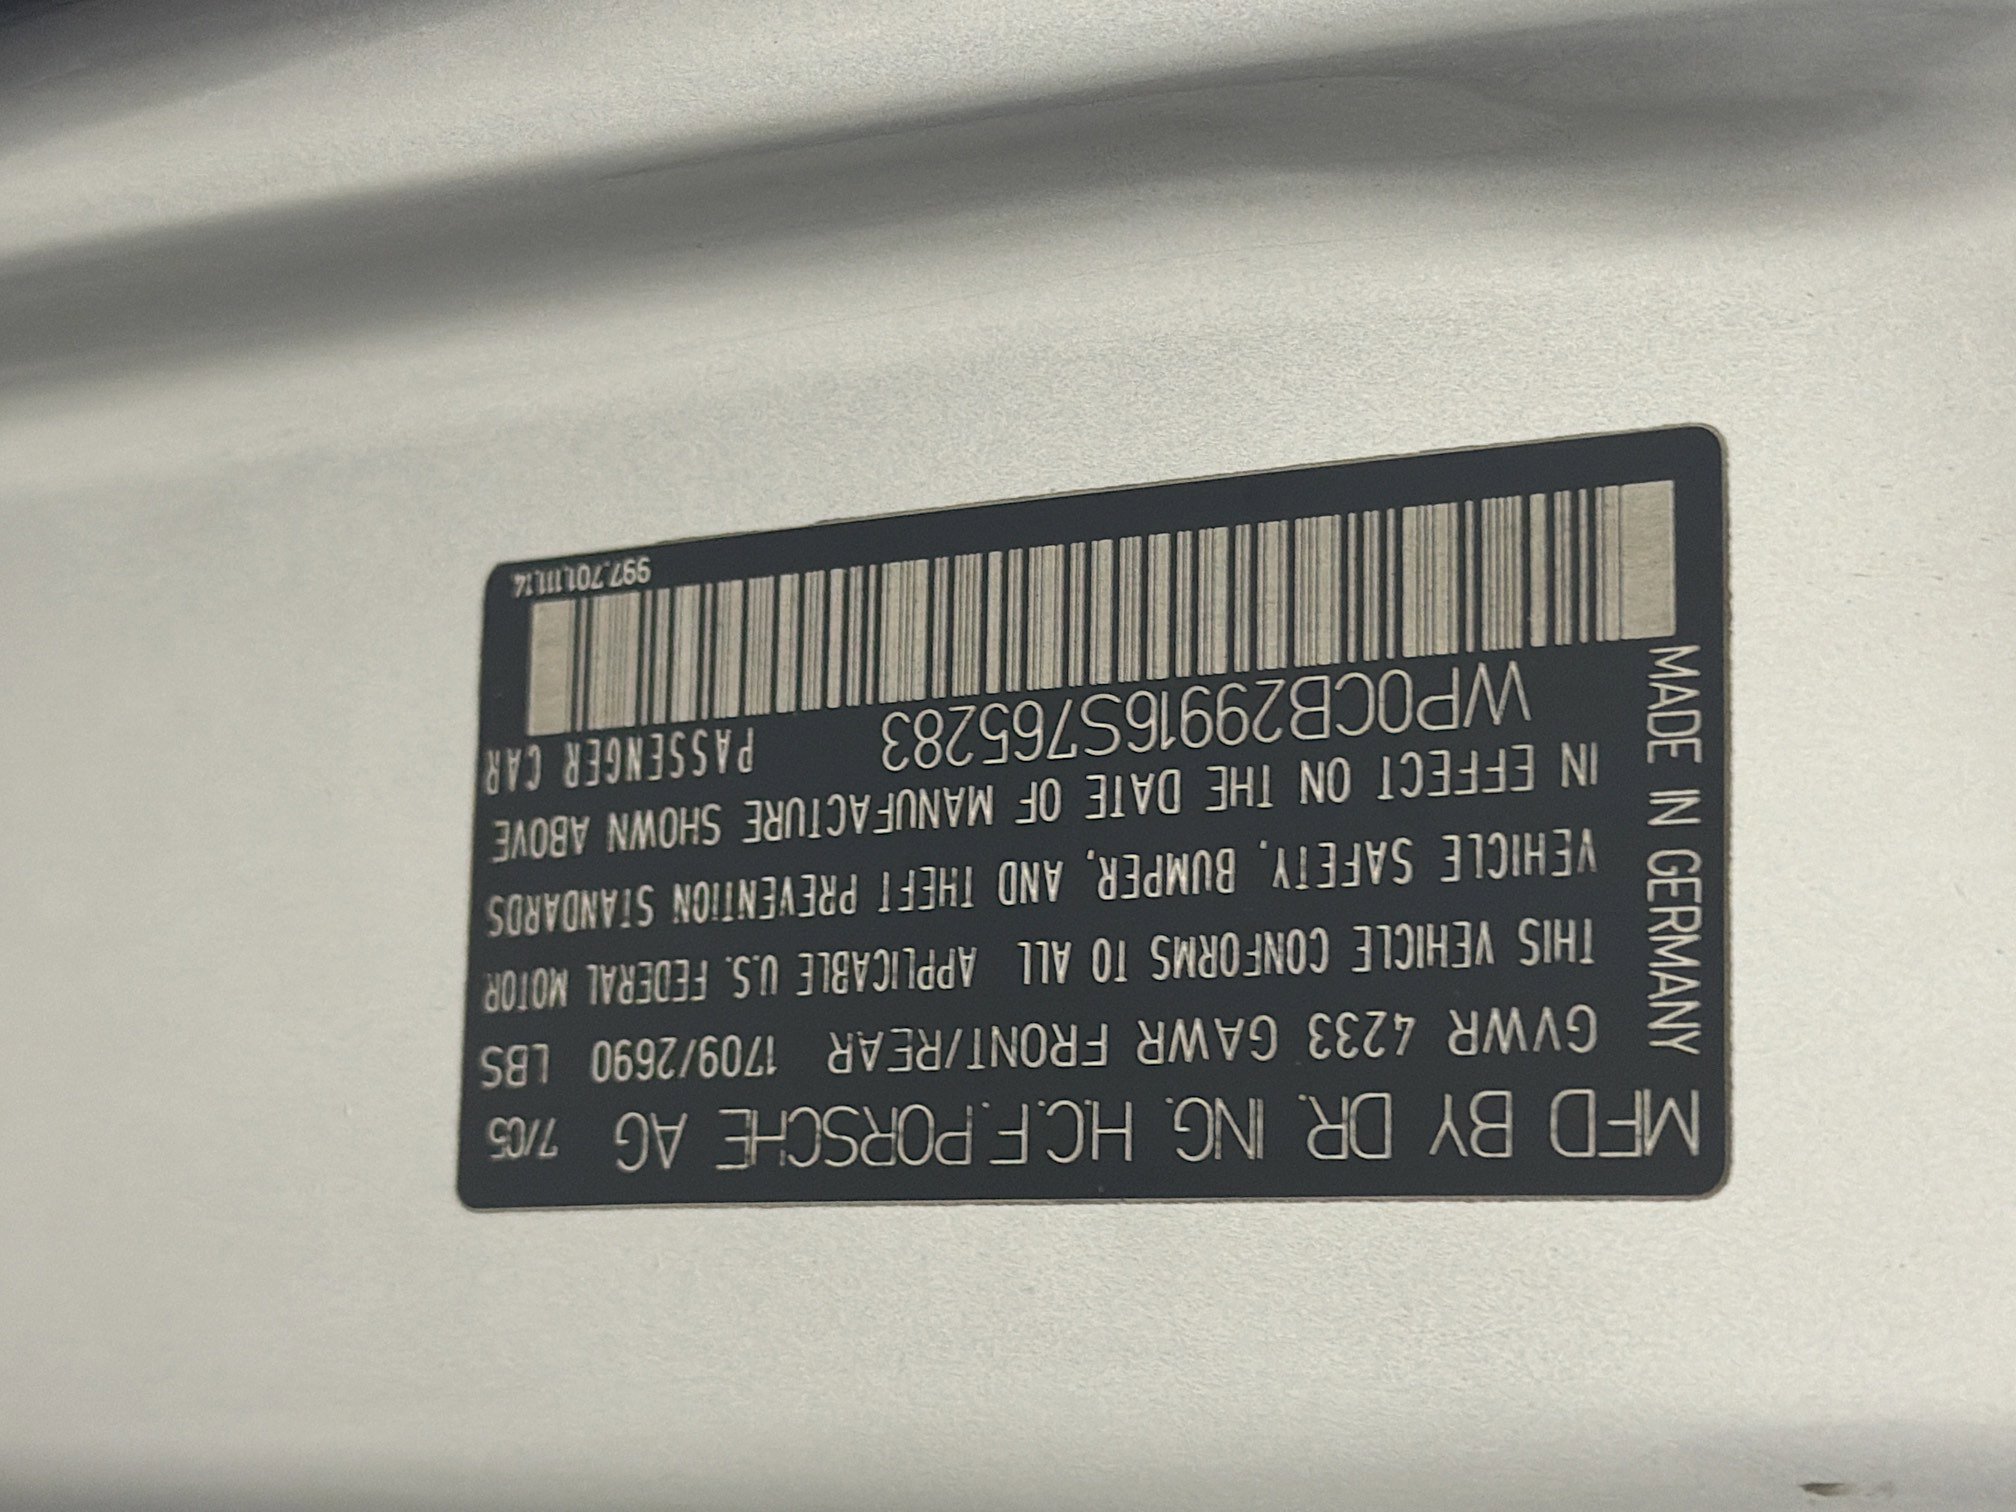 MFD BY DR. ING. H.C.F. PORSCHE AG 7/05
GVWR 4233 GAWR FRONT/REAR 1709/2690 LBS
THIS VEHICLE CONFORMS TO ALL APPLICABLE U.S. FEDERAL MOTOR
VEHICLE SAFETY, BUMPER, AND THEFT PREVENTION STANDARDS
IN EFFECT ON THE DATE OF MANUFACTURE SHOWN ABOVE
WP0CB29916S765283 PASSENGER CAR
997.701.111.14
MADE IN GERMANY